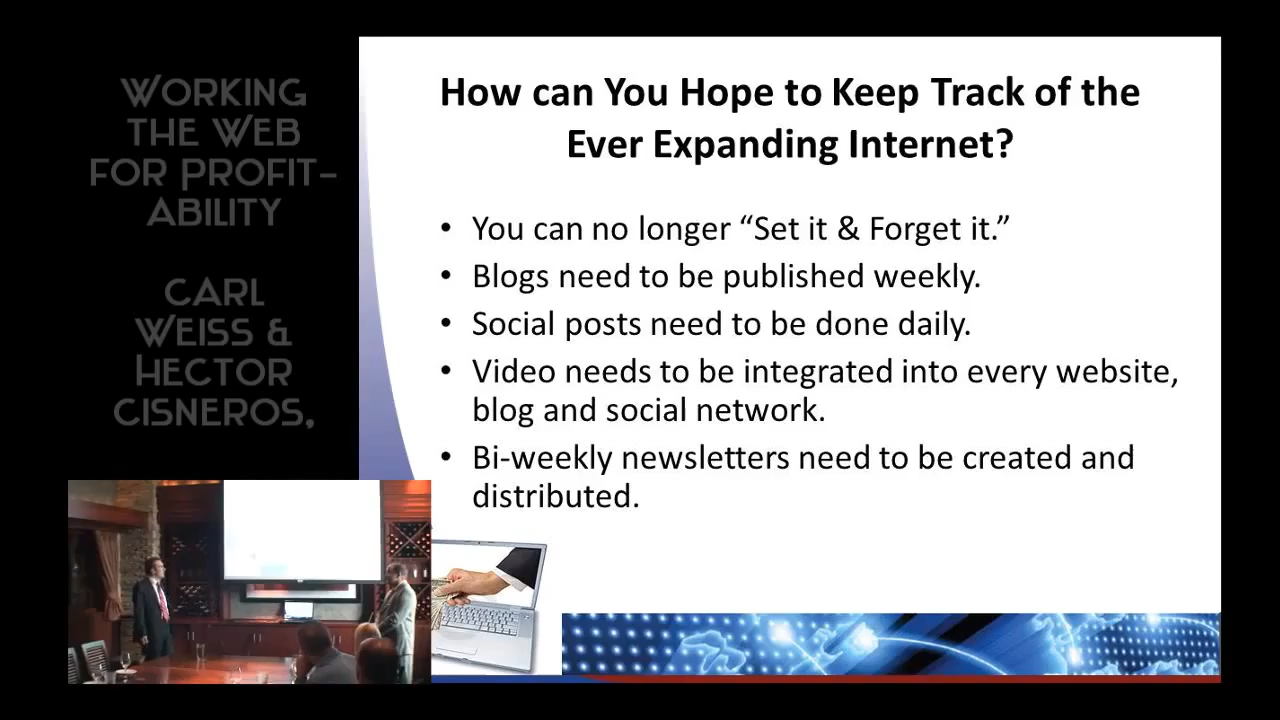 WORKING
THE WEB
FOR PROFIT-
ABILITY
CARL
WEISS &
HECTOR
CISNEROS,
How can You Hope to Keep Track of the
Ever Expanding Internet?
• You can no longer “Set it & Forget it.”
• Blogs need to be published weekly.
• Social posts need to be done daily.
• Video needs to be integrated into every website,
blog and social network.
• Bi-weekly newsletters need to be created and
distributed.